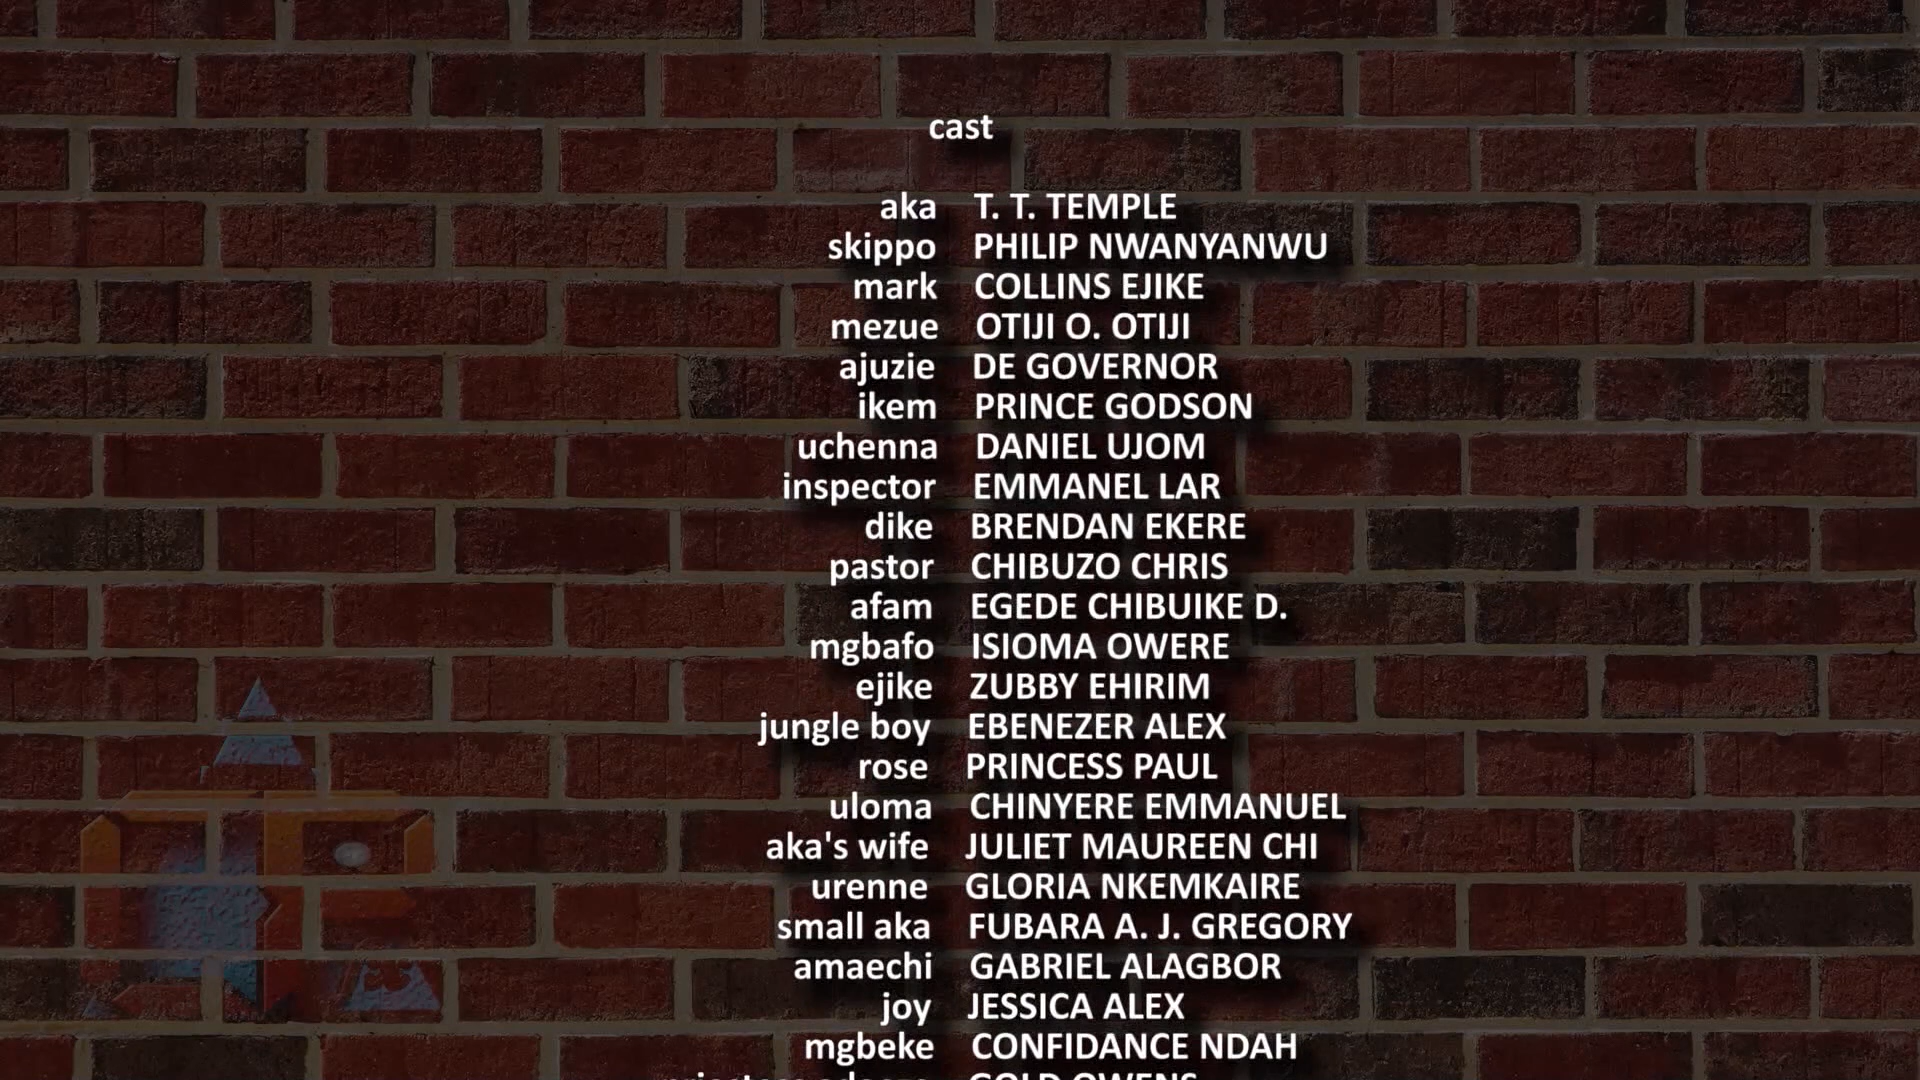 cast
aka T. T. TEMPLE
skippo PHILIP NWANYANWU
mark COLLINS EJIKE
mezue OTIJI O. OTIJI
ajuzie DE GOVERNOR
ikem PRINCE GODSON
uchenna DANIEL UJOM
inspector EMMANEL LAR
dike BRENDAN EKERE
pastor CHIBUZO CHRIS
afam EGEDE CHIBUIKE D.
mgbafo ISIOMA OWERE
ejike ZUBBY EHIRIM
jungle boy EBENEZER ALEX
rose PRINCESS PAUL
uloma CHINYERE EMMANUEL
aka's wife JULIET MAUREEN CHI
urenne GLORIA NKEMKAIRE
small aka FUBARA A. J. GREGORY
amaechi GABRIEL ALAGBOR
joy JESSICA ALEX
mgbeke CONFIDANCE NDAH
GOLD OWENS